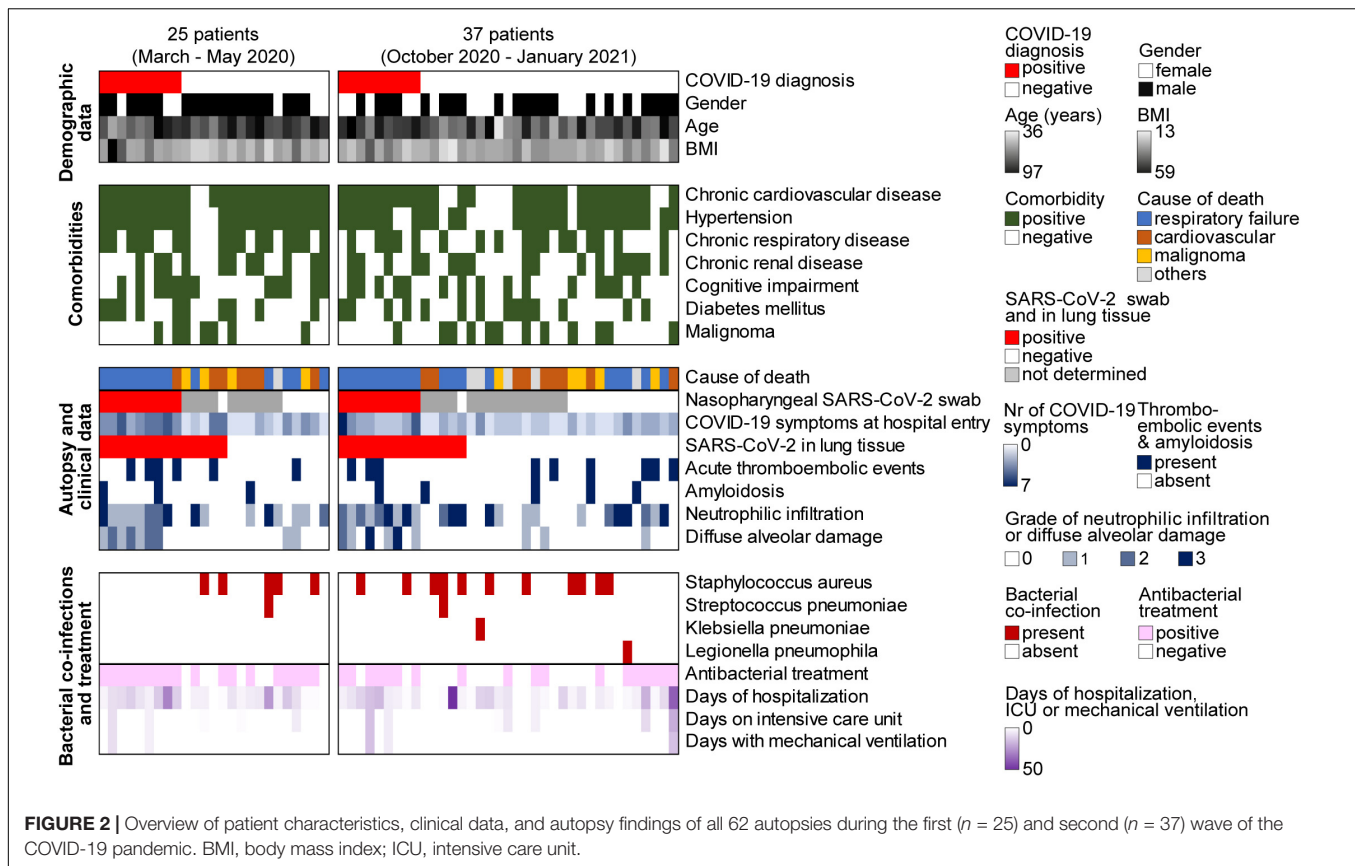 25 patients
(March - May 2020)
37 patients
(October 2020 - January 2021)
Demographic
data
COVID-19 diagnosis
Gender
Age
BMI
Comorbidities
Chronic cardiovascular disease
Hypertension
Chronic respiratory disease
Chronic renal disease
Cognitive impairment
Diabetes mellitus
Malignoma
Autopsy and
clinical data
Cause of death
Nasopharyngeal SARS-CoV-2 swab
COVID-19 symptoms at hospital entry
SARS-CoV-2 in lung tissue
Acute thromboembolic events
Amyloidosis
Neutrophilic infiltration
Diffuse alveolar damage
Bacterial co-infections
and treatment
Staphylococcus aureus
Streptococcus pneumoniae
Klebsiella pneumoniae
Legionella pneumophila
Antibacterial treatment
Days of hospitalization
Days on intensive care unit
Days with mechanical ventilation
COVID-19
diagnosis
positive
negative
Gender
female
male
Age (years)
36
97
BMI
13
59
Comorbidity
positive
negative
Cause of death
respiratory failure
cardiovascular
malignoma
others
SARS-CoV-2 swab
and in lung tissue
positive
negative
not determined
Nr of COVID-19
symptoms
0
7
Thrombo-
embolic events
& amyloidosis
present
absent
Grade of neutrophilic infiltration
or diffuse alveolar damage
0 1 2 3
Bacterial
co-infection
present
absent
Antibacterial
treatment
positive
negative
Days of hospitalization,
ICU or mechanical ventilation
0
50
FIGURE 2 | Overview of patient characteristics, clinical data, and autopsy findings of all 62 autopsies during the first (n = 25) and second (n = 37) wave of the
COVID-19 pandemic. BMI, body mass index; ICU, intensive care unit.